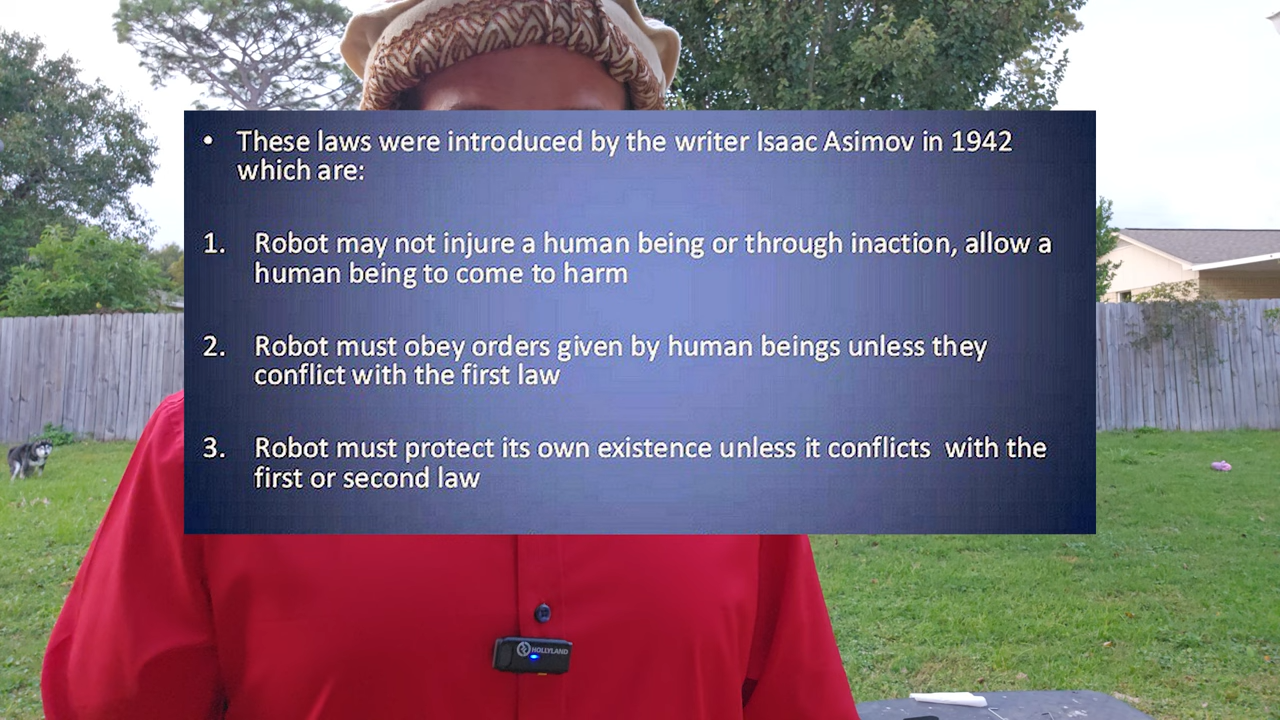 • These laws were introduced by the writer Isaac Asimov in 1942
which are:
1. Robot may not injure a human being or through inaction, allow a
human being to come to harm
2. Robot must obey orders given by human beings unless they
conflict with the first law
3. Robot must protect its own existence unless it conflicts with the
first or second law
HOLLYLAND